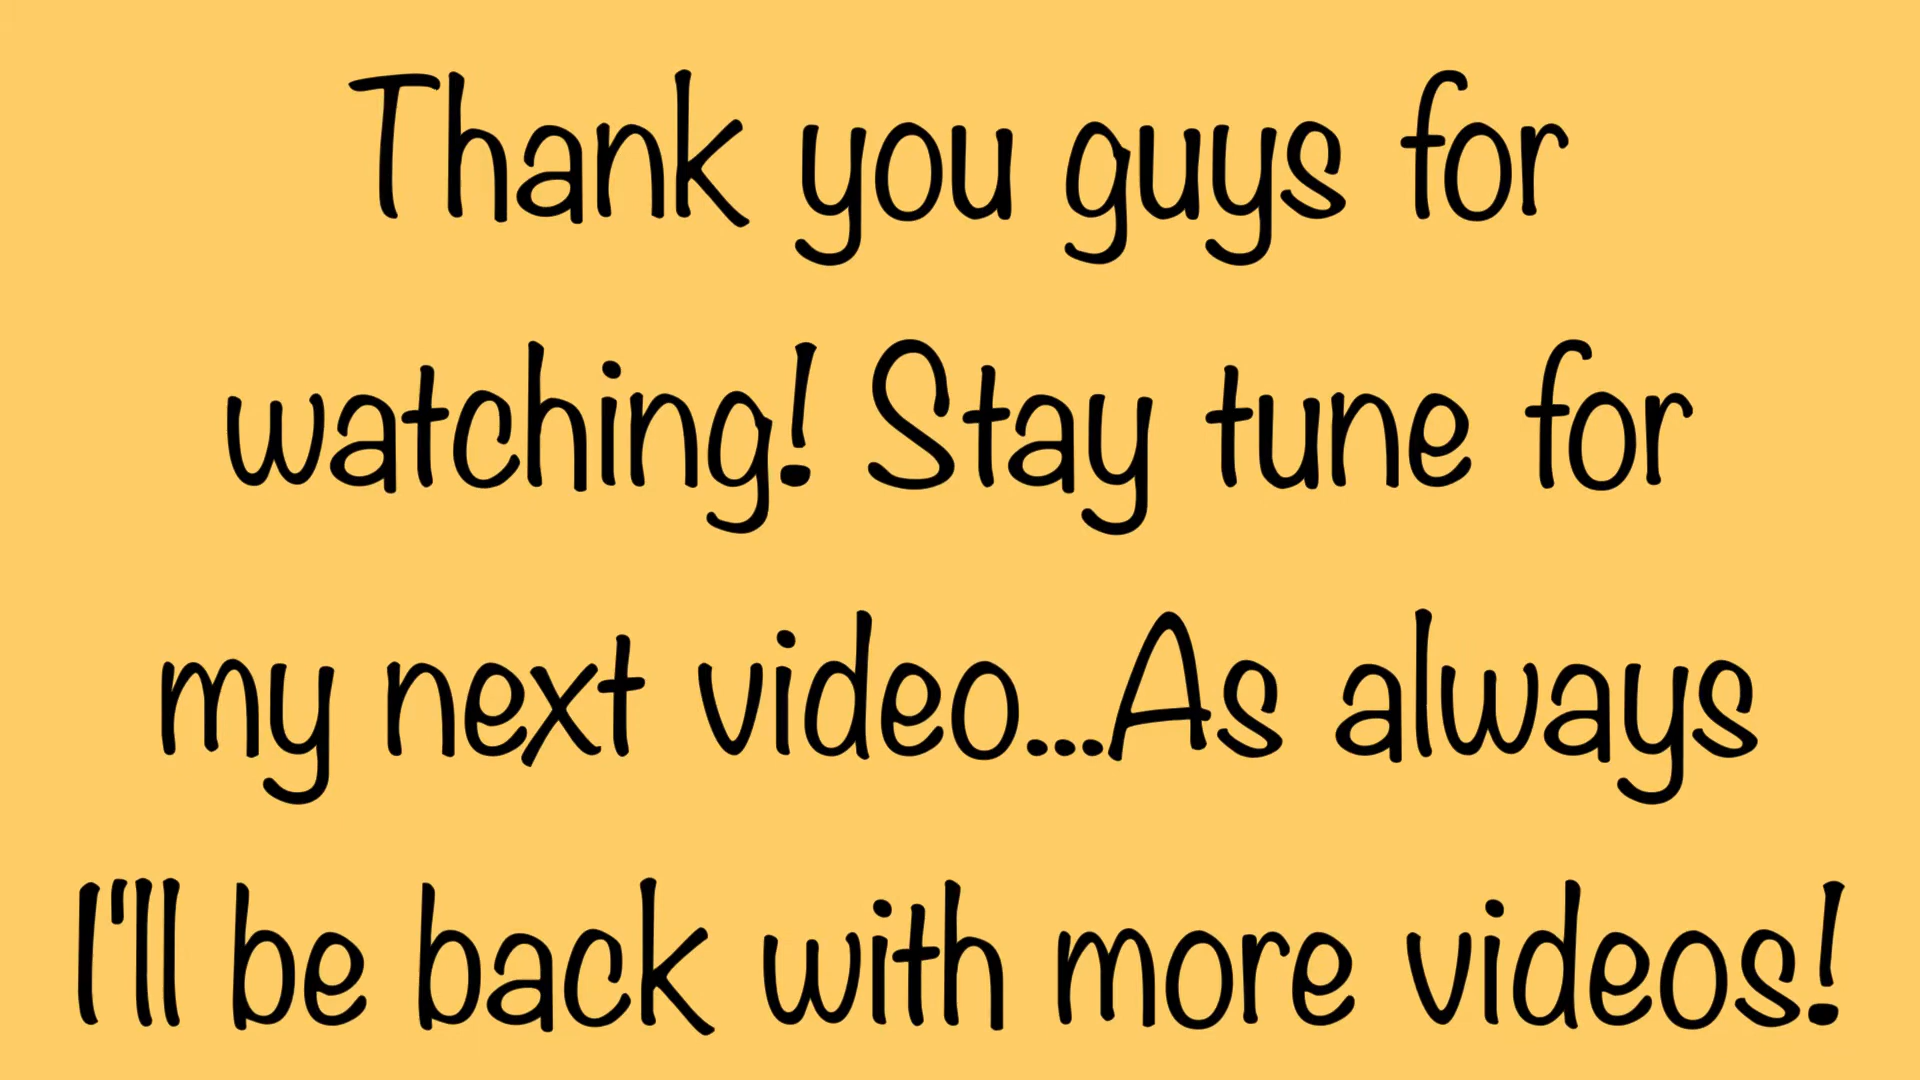 Thank you guys for
watching! Stay tune for
my next video...As always
I'll be back with more videos!